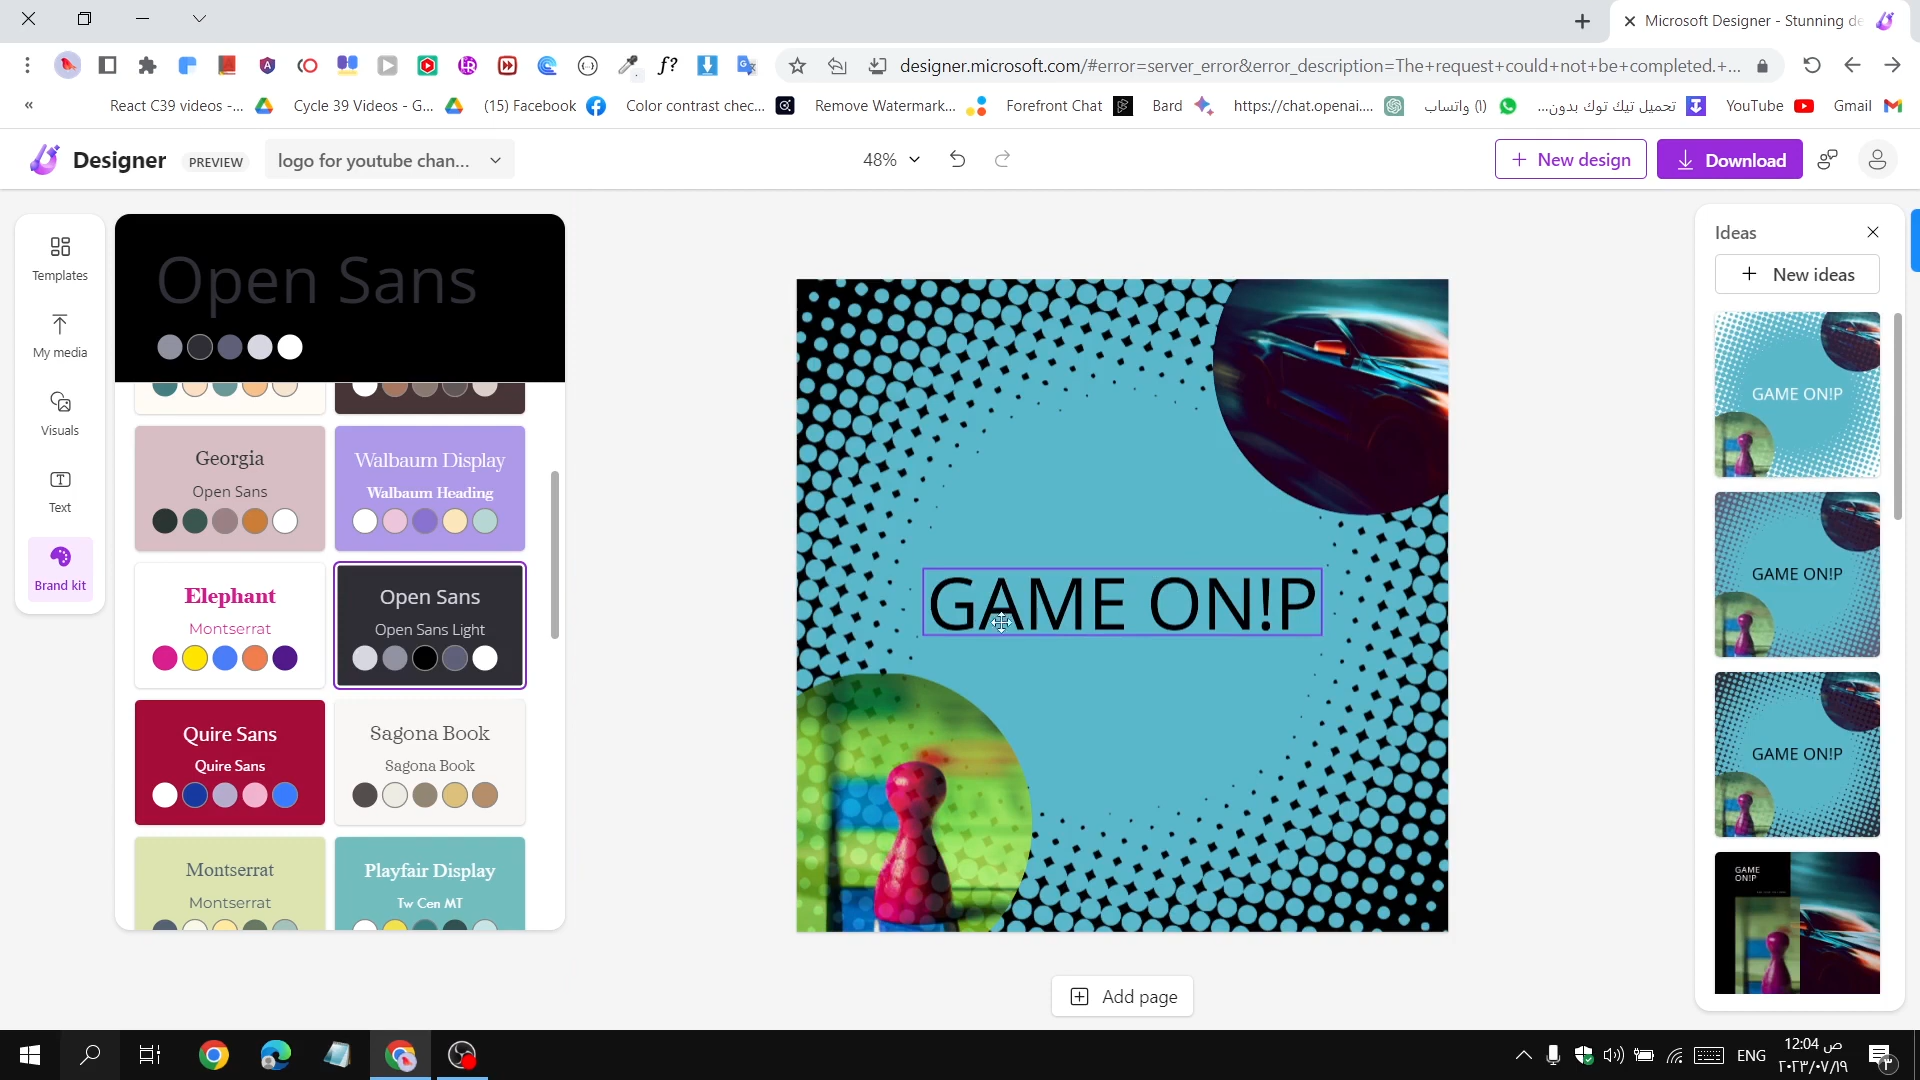 Microsoft Designer - Stunning de
designer.microsoft.com/#error=server_error&error_description=The+request+could+not+be+completed.+...
«
React C39 videos -...
Cycle 39 Videos - G...
(15) Facebook
Color contrast chec...
Remove Watermark...
Forefront Chat
Bard
https://chat.openai....
(١) واتساب
تحميل تيك توك بدون...
YouTube
Gmail
Designer
PREVIEW
logo for youtube chan...
48%
New design
Download
Templates
My media
Visuals
Text
Brand kit
Open Sans
Georgia
Open Sans
Walbaum Display
Walbaum Heading
Elephant
Montserrat
Open Sans
Open Sans Light
Quire Sans
Quire Sans
Sagona Book
Sagona Book
Montserrat
Montserrat
Playfair Display
Tw Cen MT
GAME ON!P
Add page
Ideas
New ideas
GAME ON!P
GAME ON!P
GAME ON!P
GAME
ON!P
ENG
12:04 ص
٢٠٢٣/٠٧/١٩
٣